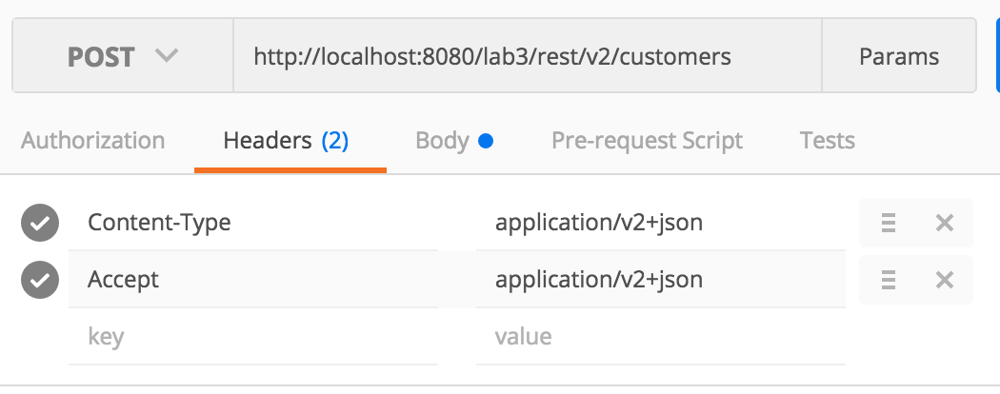 POST http://localhost:8080/lab3/rest/v2/customers Params
Authorization Headers (2) Body Pre-request Script Tests
Content-Type application/v2+json
Accept application/v2+json
key value